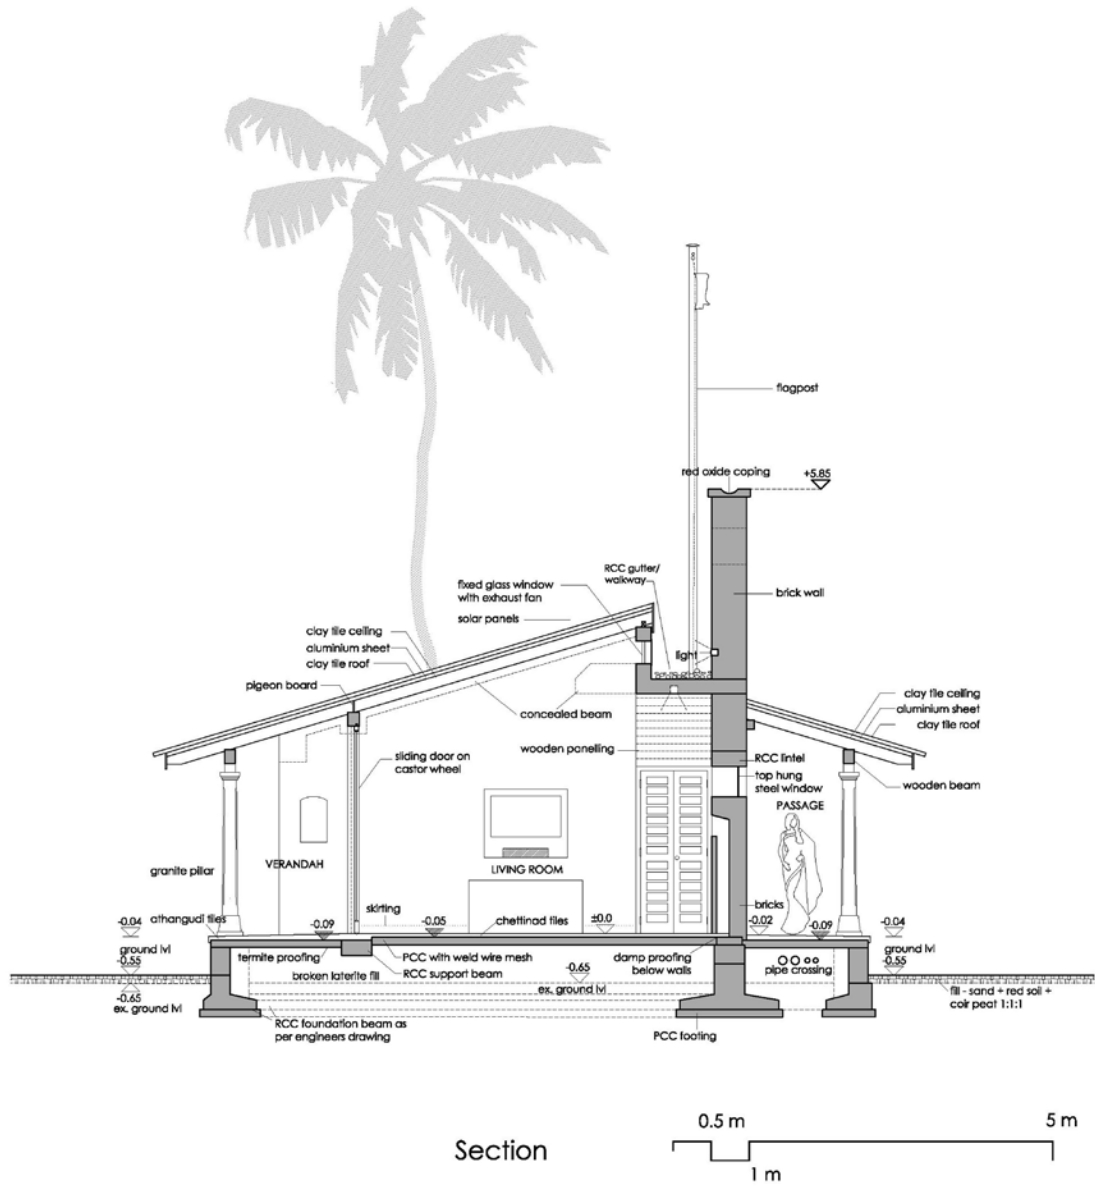 flagpost
red oxide coping
+5.85
RCC gutter/
walkway
fixed glass window
with exhaust fan
brick wall
solar panels
clay tile ceiling
aluminium sheet
clay tile roof
light
pigeon board
clay tile ceiling
aluminium sheet
clay tile roof
concealed beam
wooden panelling
sliding door on
castor wheel
RCC lintel
top hung
steel window
wooden beam
PASSAGE
VERANDAH
LIVING ROOM
granite pillar
skirting
bricks
athangudi tiles
chettinad tiles
-0.04
-0.09
-0.05
±0.0
-0.02
-0.09
-0.04
ground lvl
-0.55
termite proofing
PCC with weld wire mesh
damp proofing
below walls
ground lvl
-0.55
broken laterite fill
RCC support beam
-0.65
ex. ground lvl
pipe crossing
-0.65
ex. ground lvl
fill - sand + red soil +
coir peat 1:1:1
RCC foundation beam as
per engineers drawing
PCC footing
Section
0.5 m
5 m
1 m